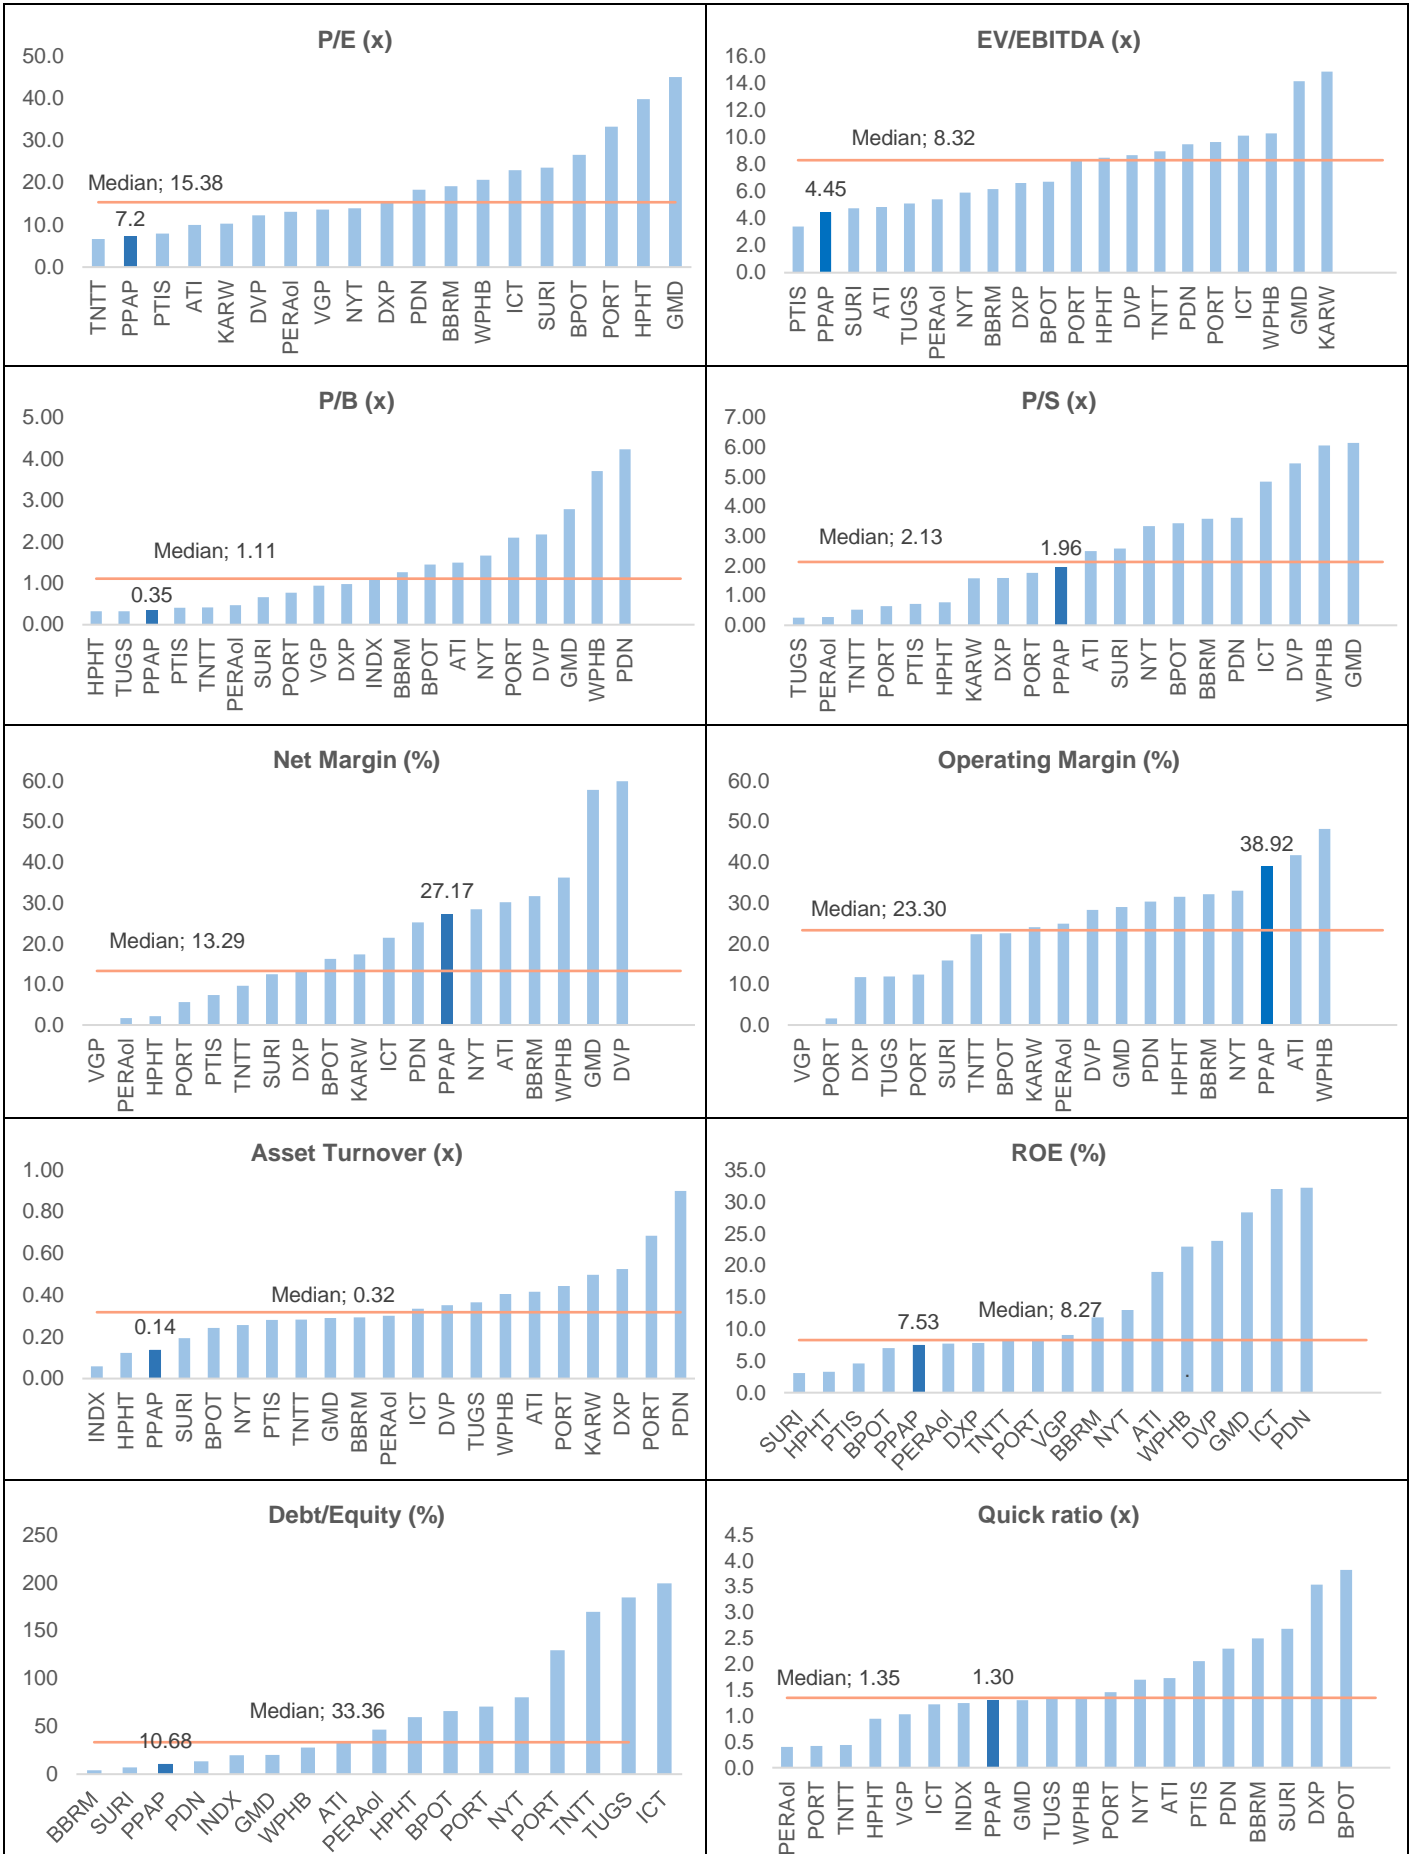 P/E (x)
50.0
40.0
30.0
20.0
10.0
0.0
Median; 15.38
7.2
TNTT
PPAP
PTIS
ATI
KARW
DVP
PERAol
VGP
NYT
DXP
PDN
BBRM
WPHB
ICT
SURI
BPOT
PORT
HPHT
GMD
EV/EBITDA (x)
16.0
14.0
12.0
10.0
8.0
6.0
4.0
2.0
0.0
Median; 8.32
4.45
PTIS
PPAP
SURI
ATI
TUGS
PERAol
NYT
BBRM
DXP
BPOT
PORT
HPHT
DVP
TNTT
PDN
PORT
ICT
WPHB
GMD
KARW
P/B (x)
5.00
4.00
3.00
2.00
1.00
0.00
Median; 1.11
0.35
HPHT
TUGS
PPAP
PTIS
TNTT
PERAol
SURI
PORT
VGP
DXP
INDX
BBRM
BPOT
ATI
NYT
PORT
DVP
GMD
WPHB
PDN
P/S (x)
7.00
6.00
5.00
4.00
3.00
2.00
1.00
0.00
Median; 2.13
1.96
TUGS
PERAol
TNTT
PORT
PTIS
HPHT
KARW
DXP
PORT
PPAP
ATI
SURI
NYT
BPOT
BBRM
PDN
ICT
DVP
WPHB
GMD
Net Margin (%)
60.0
50.0
40.0
30.0
20.0
10.0
0.0
Median; 13.29
27.17
VGP
PERAol
HPHT
PORT
PTIS
TNTT
SURI
DXP
BPOT
KARW
ICT
PDN
PPAP
NYT
ATI
BBRM
WPHB
GMD
DVP
Operating Margin (%)
60.0
50.0
40.0
30.0
20.0
10.0
0.0
Median; 23.30
38.92
VGP
PORT
DXP
TUGS
PORT
SURI
TNTT
BPOT
KARW
PERAol
DVP
GMD
PDN
HPHT
BBRM
NYT
PPAP
ATI
WPHB
Asset Turnover (x)
1.00
0.80
0.60
0.40
0.20
0.00
Median; 0.32
0.14
INDX
HPHT
PPAP
SURI
BPOT
NYT
PTIS
TNTT
GMD
BBRM
PERAol
ICT
DVP
TUGS
WPHB
ATI
PORT
KARW
DXP
PORT
PDN
ROE (%)
35.0
30.0
25.0
20.0
15.0
10.0
5.0
0.0
7.53
Median; 8.27
SURI
HPHT
PTIS
BPOT
PPAP
PERAol
DXP
TNTT
PORT
VGP
BBRM
NYT
ATI
WPHB
DVP
GMD
ICT
PDN
Debt/Equity (%)
250
200
150
100
50
0
Median; 33.36
10.68
BBRM
SURI
PPAP
PDN
INDX
GMD
WPHB
ATI
PERAol
HPHT
BPOT
PORT
NYT
PORT
TNTT
TUGS
ICT
Quick ratio (x)
4.5
4.0
3.5
3.0
2.5
2.0
1.5
1.0
0.5
0.0
Median; 1.35
1.30
PERAol
PORT
TNTT
HPHT
VGP
ICT
INDX
PPAP
GMD
TUGS
WPHB
PORT
NYT
ATI
PTIS
PDN
BBRM
SURI
DXP
BPOT